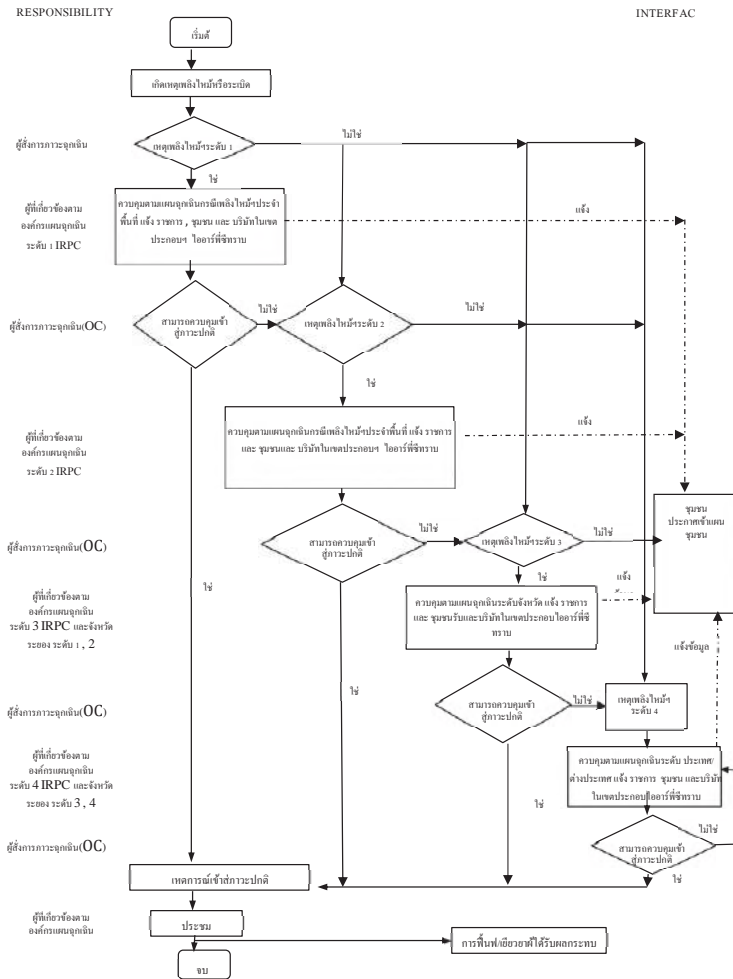 RESPONSIBILITY
INTERFAC
เริ่มต้
เกิดเหตุเพลิงไหม้หรือระเบิด
ผู้สั่งการภาวะฉุกเฉิน
เหตุเพลิงไหม้ฯระดับ 1
ไม่ใช่
ใช่
ผู้ที่เกี่ยวข้องตาม
องค์กรแผนฉุกเฉิน
ระดับ 1 IRPC
ควบคุมตามแผนฉุกเฉินกรณีเพลิงไหม้ฯประจำ
พื้นที่ แจ้ง ราชการ , ชุมชน และ บริษัทในเขต
ประกอบฯ ไออาร์พีซีทราบ
แจ้ง
ผู้สั่งการภาวะฉุกเฉิน(OC)
สามารถควบคุมเข้า
สู่ภาวะปกติ
ไม่ใช่
เหตุเพลิงไหม้ฯระดับ 2
ไม่ใช่
ใช่
ผู้ที่เกี่ยวข้องตาม
องค์กรแผนฉุกเฉิน
ระดับ 2 IRPC
ควบคุมตามแผนฉุกเฉินกรณีเพลิงไหม้ฯประจำพื้นที่ แจ้ง ราชการ
และ ชุมชนและ บริษัทในเขตประกอบฯ ไออาร์พีซีทราบ
แจ้ง
ชุมชน
ประกาศเข้าแผน
ชุมชน
ผู้สั่งการภาวะฉุกเฉิน(OC)
สามารถควบคุมเข้า
สู่ภาวะปกติ
ไม่ใช่
เหตุเพลิงไหม้ฯระดับ 3
ไม่ใช่
ใช่
ใช่
แจ้ง
ผู้ที่เกี่ยวข้องตาม
องค์กรแผนฉุกเฉิน
ระดับ 3 IRPC และจังหวัด
ระยอง ระดับ 1 , 2
ควบคุมตามแผนฉุกเฉินระดับจังหวัด แจ้ง ราชการ
และ ชุมชนรับและบริษัทในเขตประกอบไออาร์พีซี
ทราบ
แจ้งข้อมูล
ใช่
ผู้สั่งการภาวะฉุกเฉิน(OC)
สามารถควบคุมเข้า
สู่ภาวะปกติ
ไม่ใช่
เหตุเพลิงไหม้ฯ
ระดับ 4
ผู้ที่เกี่ยวข้องตาม
องค์กรแผนฉุกเฉิน
ระดับ 4 IRPC และจังหวัด
ระยอง ระดับ 3 , 4
ควบคุมตามแผนฉุกเฉินระดับ ประเทศ/
ต่างประเทศ แจ้ง ราชการ ชุมชน และบริษัท
ในเขตประกอบไออาร์พีซีทราบ
ใช่
ผู้สั่งการภาวะฉุกเฉิน(OC)
สามารถควบคุมเข้า
สู่ภาวะปกติ
ไม่ใช่
ใช่
เหตการณ์เข้าสู่ภาวะปกติ
ผู้ที่เกี่ยวข้องตาม
องค์กรแผนฉุกเฉิน
ประชม
การฟื้นฟ/เยียวยาผ้ได้รับผลกระทบ
จบ